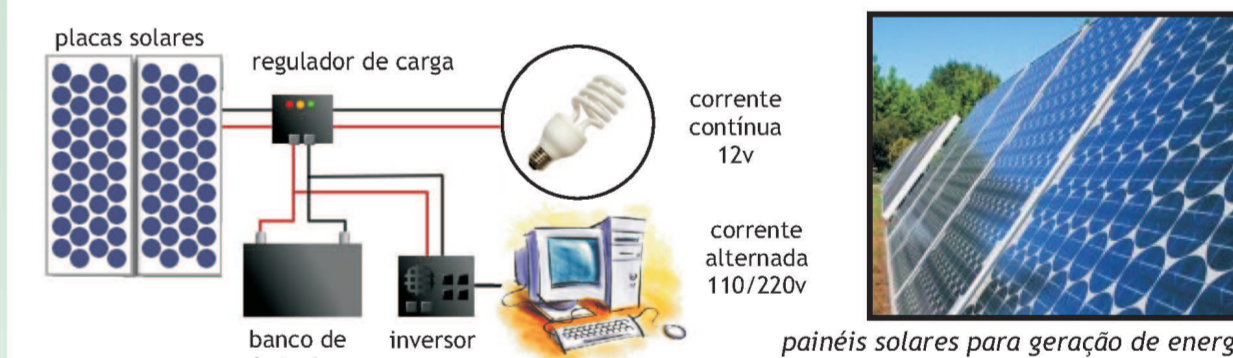 placas solares
regulador de carga
corrente
contínua
12v
corrente
alternada
110/220v
banco de
inversor
painéis solares para geração de energ